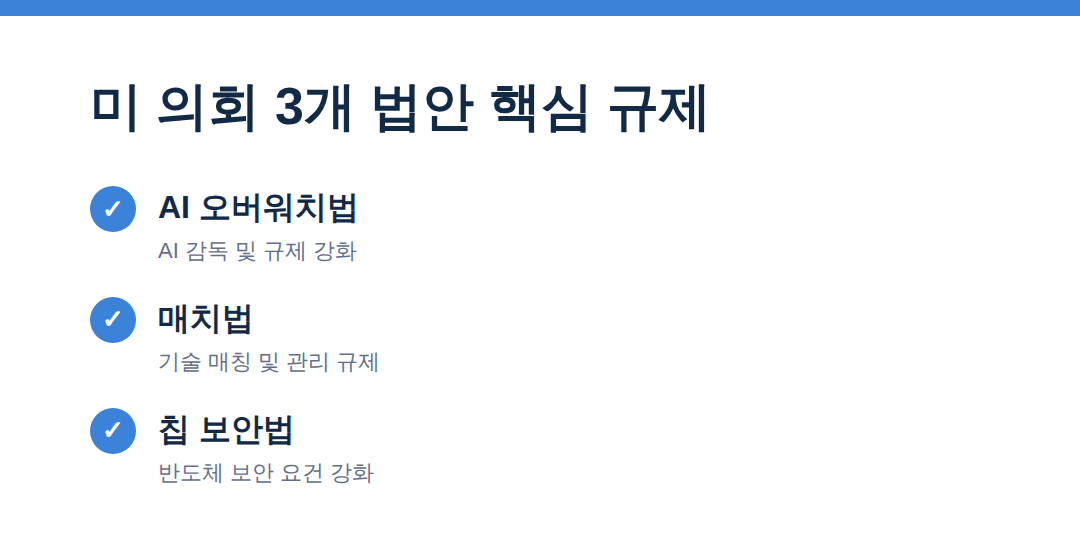 미 의회 3개 법안 핵심 규제
✓ AI 오버워치법
AI 감독 및 규제 강화
✓ 매치법
기술 매칭 및 관리 규제
✓ 칩 보안법
반도체 보안 요건 강화